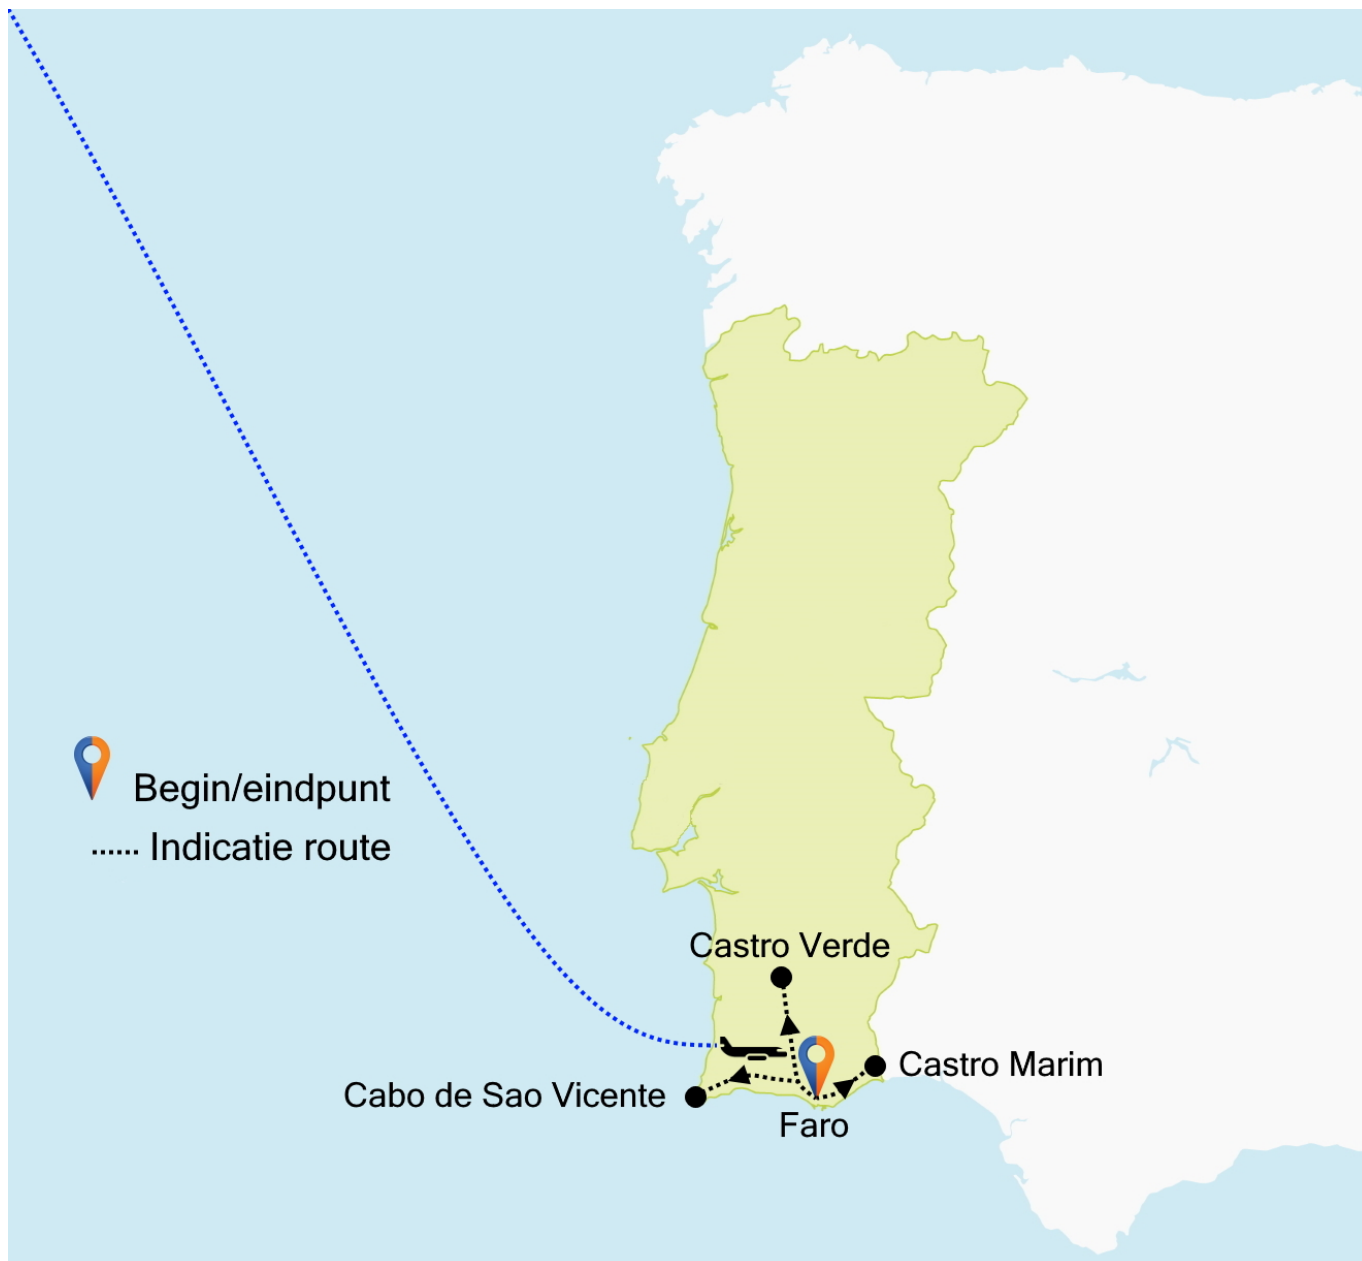 Begin/eindpunt
Indicatie route
Castro Verde
Castro Marim
Cabo de Sao Vicente
Faro